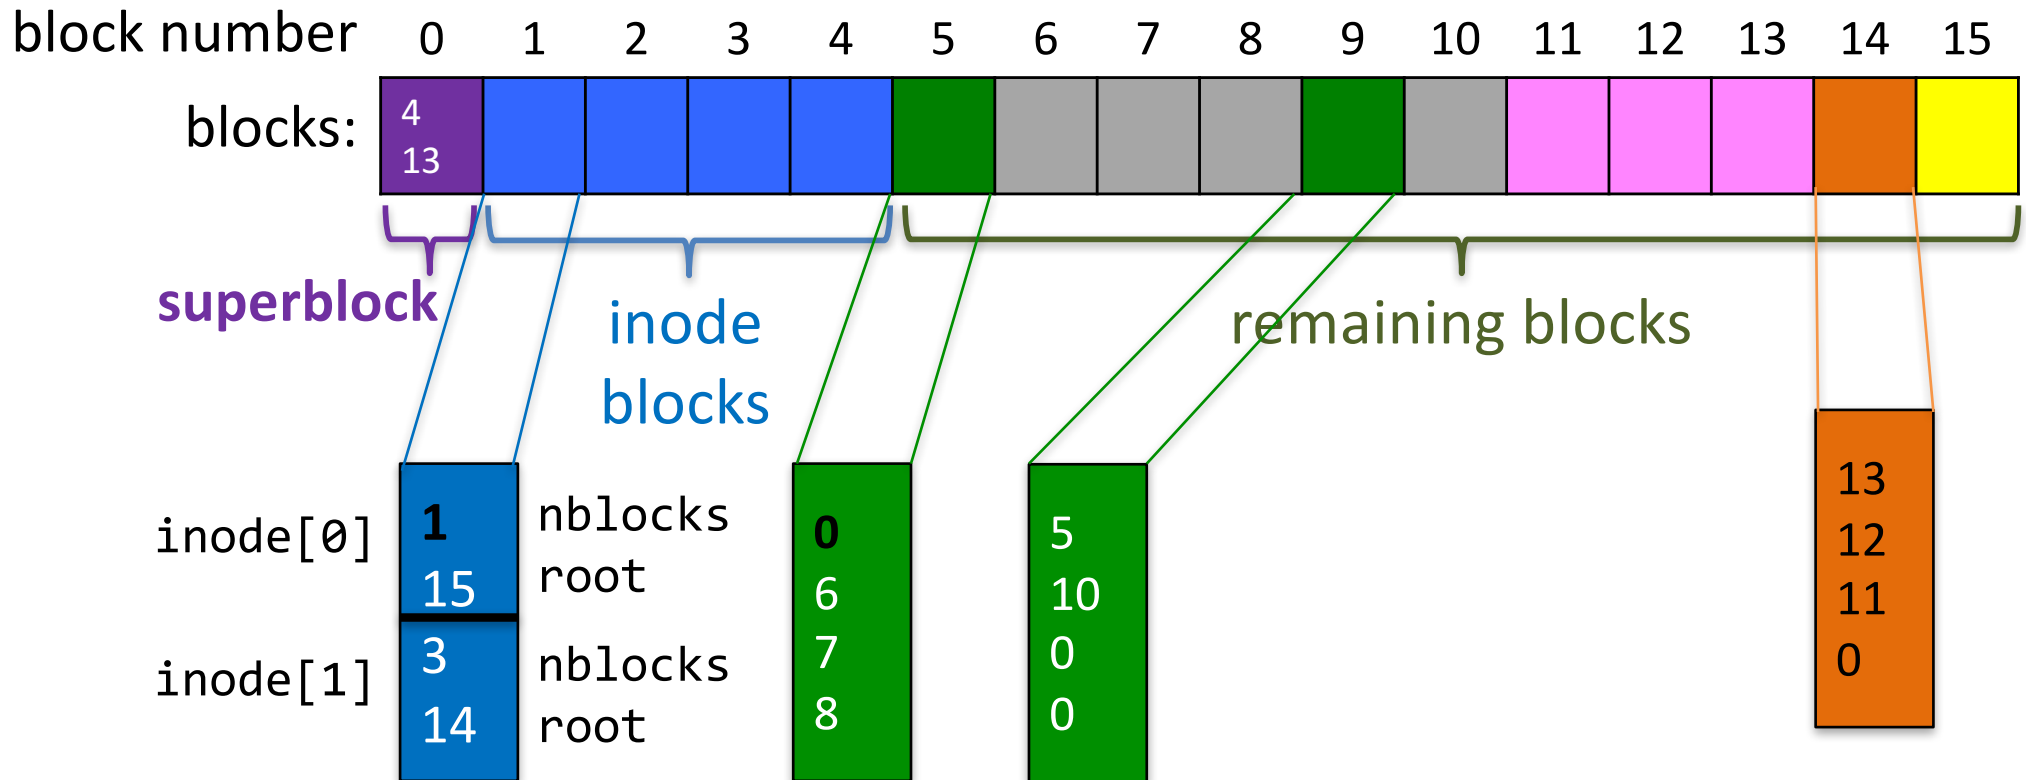 block number 0 1 2 3 4 5 6 7 8 9 10 11 12 13 14 15
blocks:
4
13
superblock
inode
blocks
remaining blocks
inode[0]
1 nblocks
15 root
inode[1]
3 nblocks
14 root
0
6
7
8
5
10
0
0
13
12
11
0